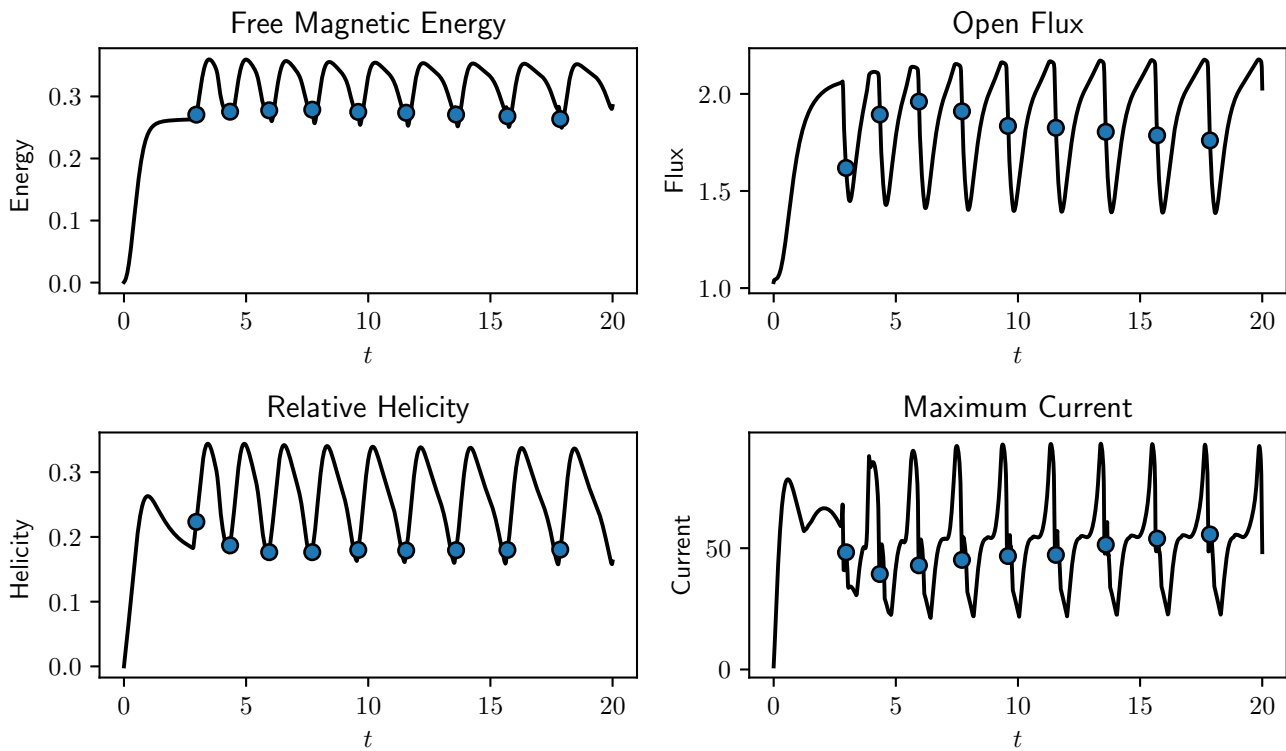 Free Magnetic Energy
Energy
0.3
0.2
0.1
0.0
0 5 10 15 20
t
Open Flux
Flux
2.0
1.5
1.0
0 5 10 15 20
t
Relative Helicity
Helicity
0.3
0.2
0.1
0.0
0 5 10 15 20
t
Maximum Current
Current
50
0
0 5 10 15 20
t